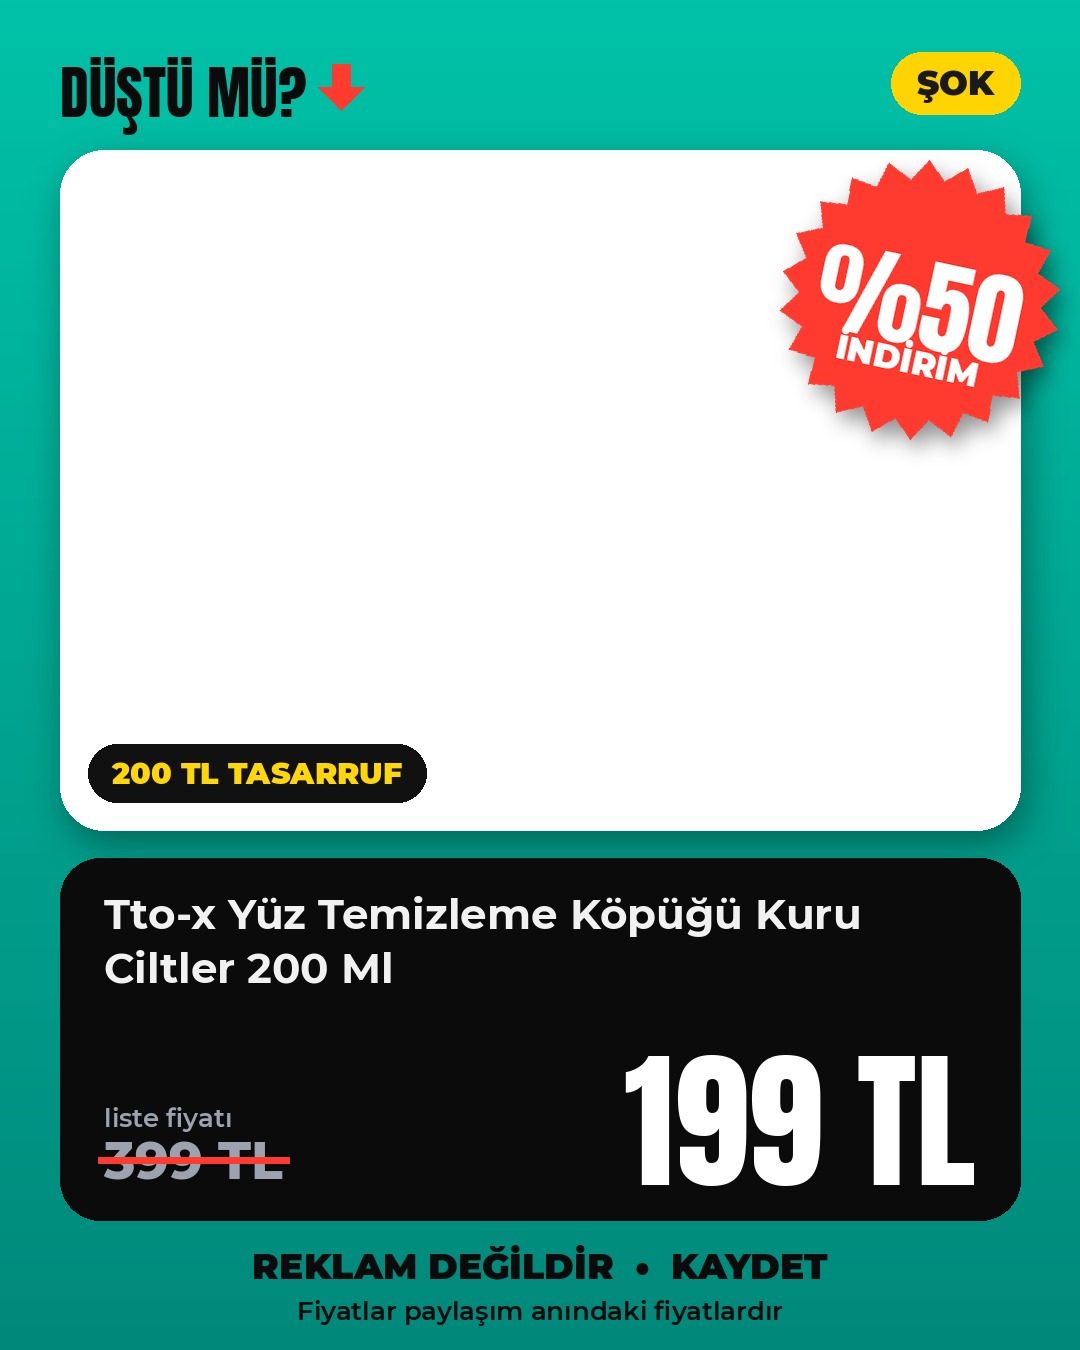 DÜŞTÜ MÜ?
ŞOK
%50
İNDİRİM
200 TL TASARRUF
Tto-x Yüz Temizleme Köpüğü Kuru
Ciltler 200 Ml
liste fiyatı
399 TL
199 TL
REKLAM DEĞİLDİR • KAYDET
Fiyatlar paylaşım anındaki fiyatlardır